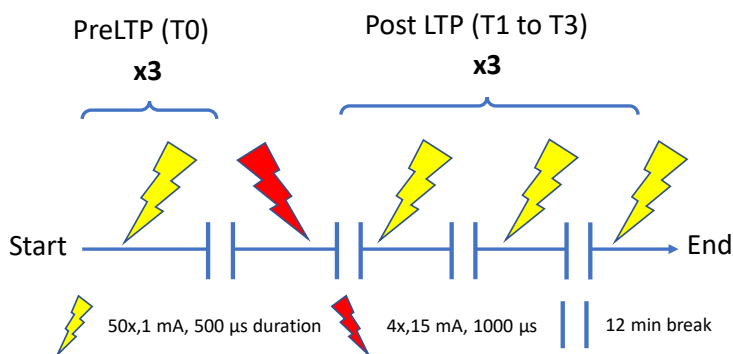 PreLTP (T0)
x3
Post LTP (T1 to T3)
x3
Start
End
50x,1 mA, 500 µs duration
4x,15 mA, 1000 µs
12 min break